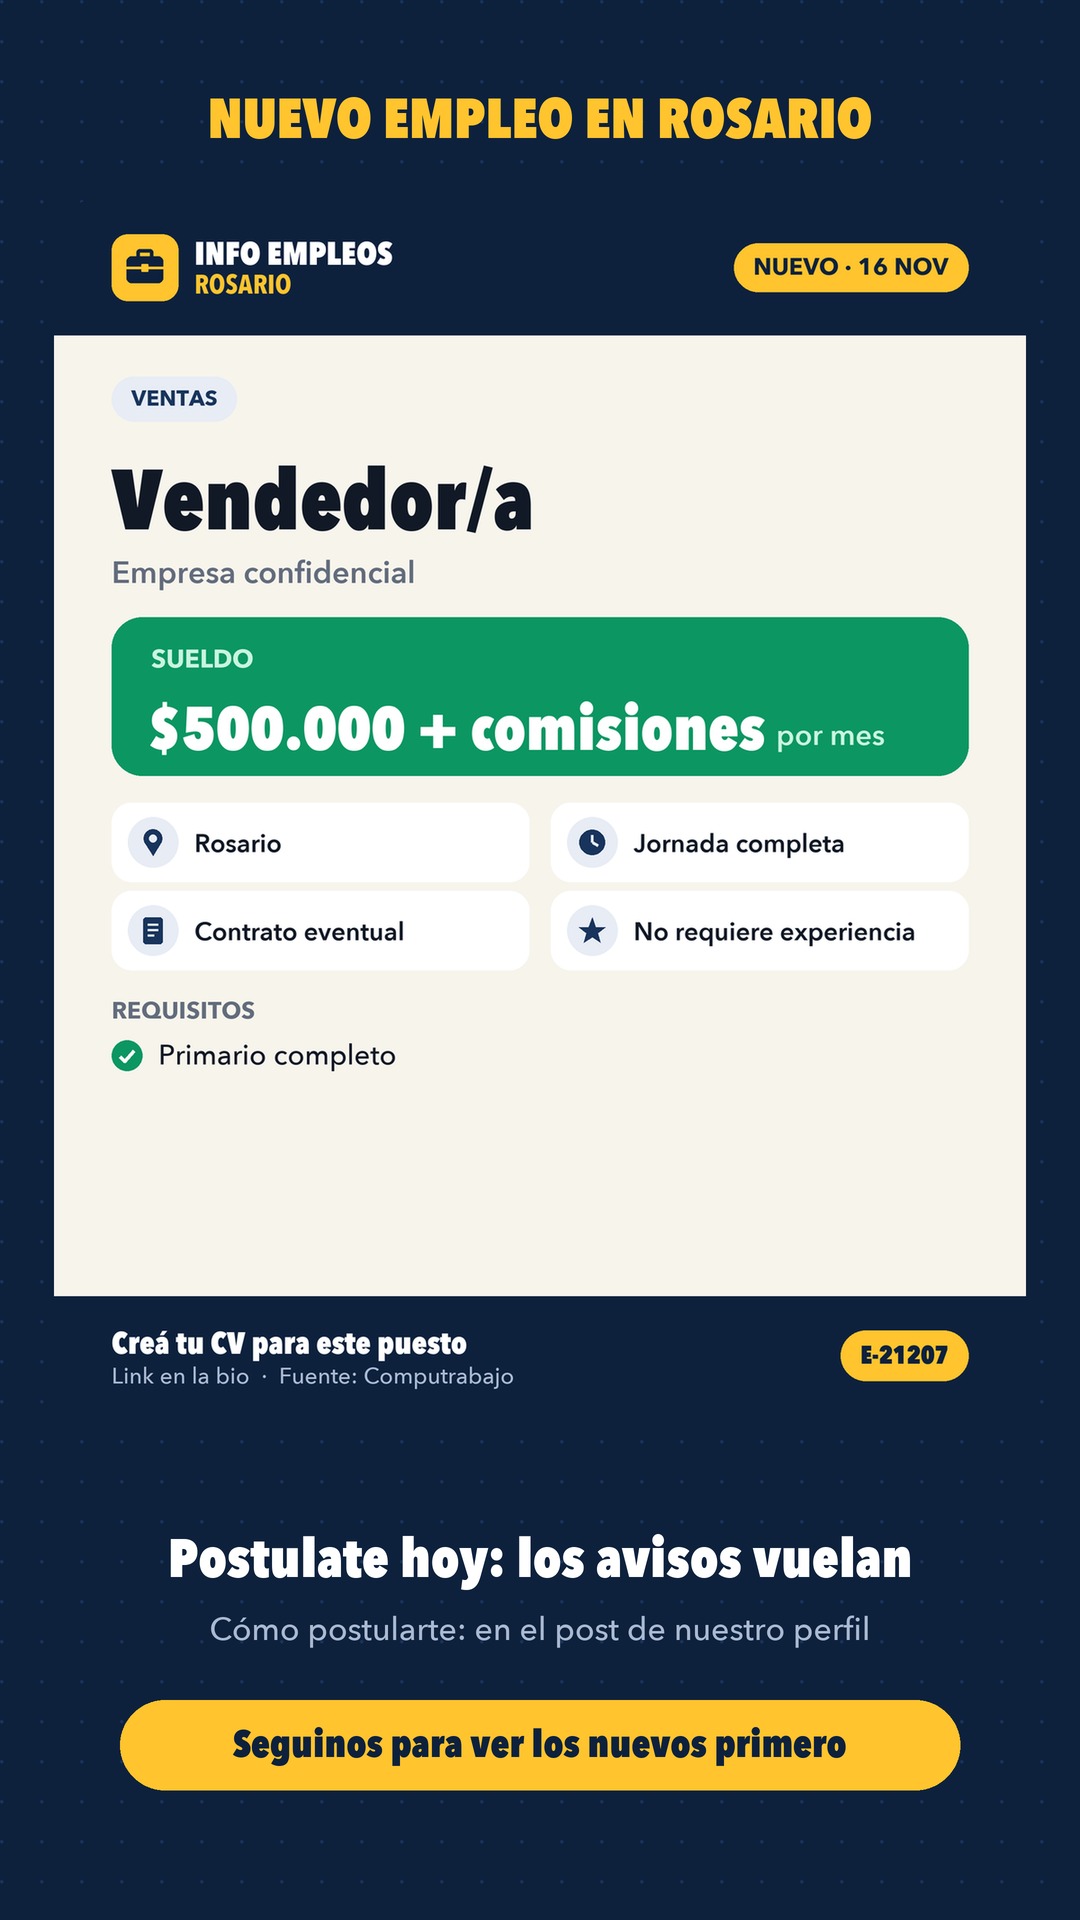 NUEVO EMPLEO EN ROSARIO
INFO EMPLEOS
ROSARIO
NUEVO · 16 NOV
VENTAS
Vendedor/a
Empresa confidencial
SUELDO
$500.000 + comisiones por mes
Rosario
Jornada completa
Contrato eventual
No requiere experiencia
REQUISITOS
Primario completo
Creá tu CV para este puesto
Link en la bio · Fuente: Computrabajo
E-21207
Postulate hoy: los avisos vuelan
Cómo postularte: en el post de nuestro perfil
Seguinos para ver los nuevos primero